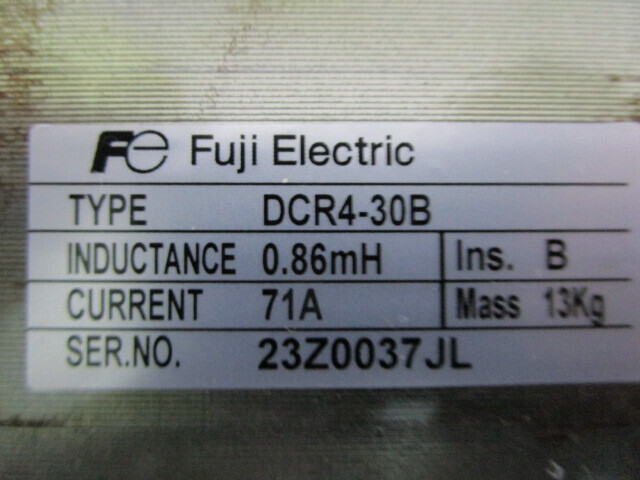 Fe Fuji Electric
TYPE DCR4-30B
INDUCTANCE 0.86mH Ins. B
CURRENT 71A Mass 13Kg
SER.NO. 23Z0037JL